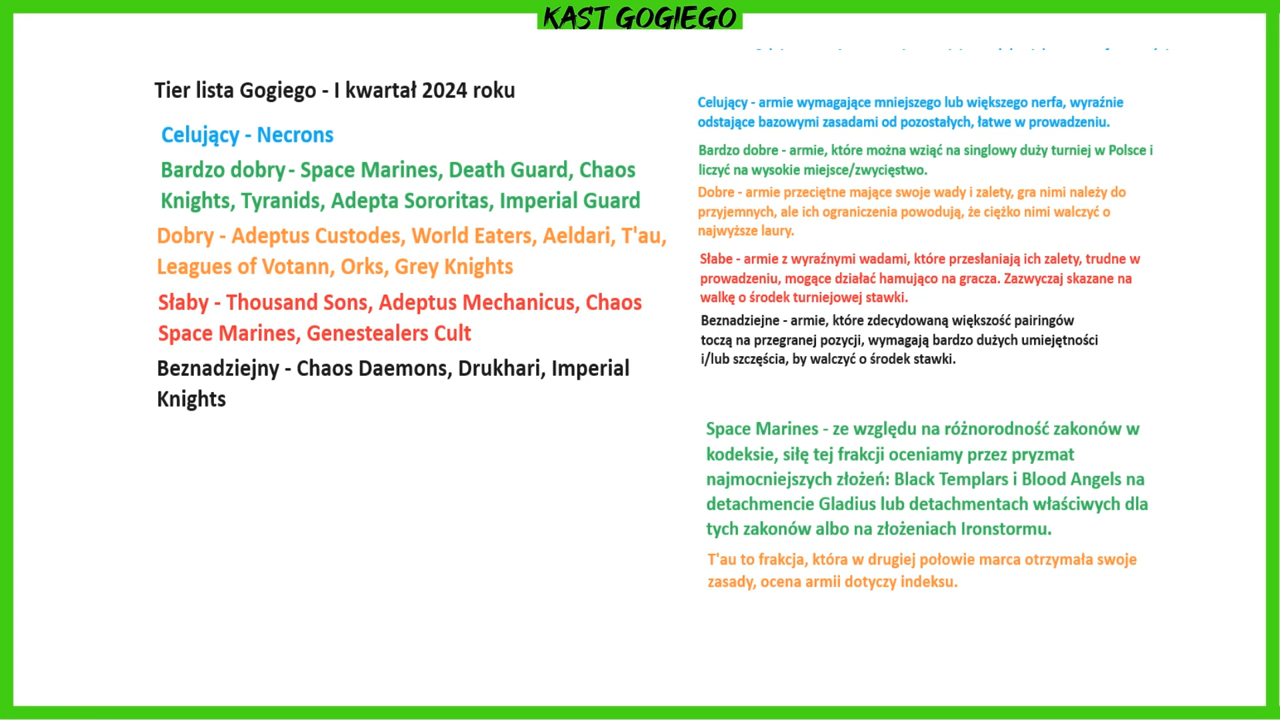 KAST GOGIEGO
Tier lista Gogiego - I kwartał 2024 roku
Celujący - Necrons
Bardzo dobry - Space Marines, Death Guard, Chaos
Knights, Tyranids, Adepta Sororitas, Imperial Guard
Dobry - Adeptus Custodes, World Eaters, Aeldari, T'au,
Leagues of Votann, Orks, Grey Knights
Słaby - Thousand Sons, Adeptus Mechanicus, Chaos
Space Marines, Genestealers Cult
Beznadziejny - Chaos Daemons, Drukhari, Imperial
Knights
Celujący - armie wymagające mniejszego lub większego nerfa, wyraźnie
odstające bazowymi zasadami od pozostałych, łatwe w prowadzeniu.
Bardzo dobre - armie, które można wziąć na singlowy duży turniej w Polsce i
liczyć na wysokie miejsce/zwycięstwo.
Dobre - armie przeciętne mające swoje wady i zalety, gra nimi należy do
przyjemnych, ale ich ograniczenia powodują, że ciężko nimi walczyć o
najwyższe laury.
Słabe - armie z wyraźnymi wadami, które przesłaniają ich zalety, trudne w
prowadzeniu, mogące działać hamująco na gracza. Zazwyczaj skazane na
walkę o środek turniejowej stawki.
Beznadziejne - armie, które zdecydowaną większość pairingów
toczą na przegranej pozycji, wymagają bardzo dużych umiejętności
i/lub szczęścia, by walczyć o środek stawki.
Space Marines - ze względu na różnorodność zakonów w
kodeksie, siłę tej frakcji oceniamy przez pryzmat
najmocniejszych złożeń: Black Templars i Blood Angels na
detachmencie Gladius lub detachmentach właściwych dla
tych zakonów albo na złożeniach Ironstormu.
T'au to frakcja, która w drugiej połowie marca otrzymała swoje
zasady, ocena armii dotyczy indeksu.